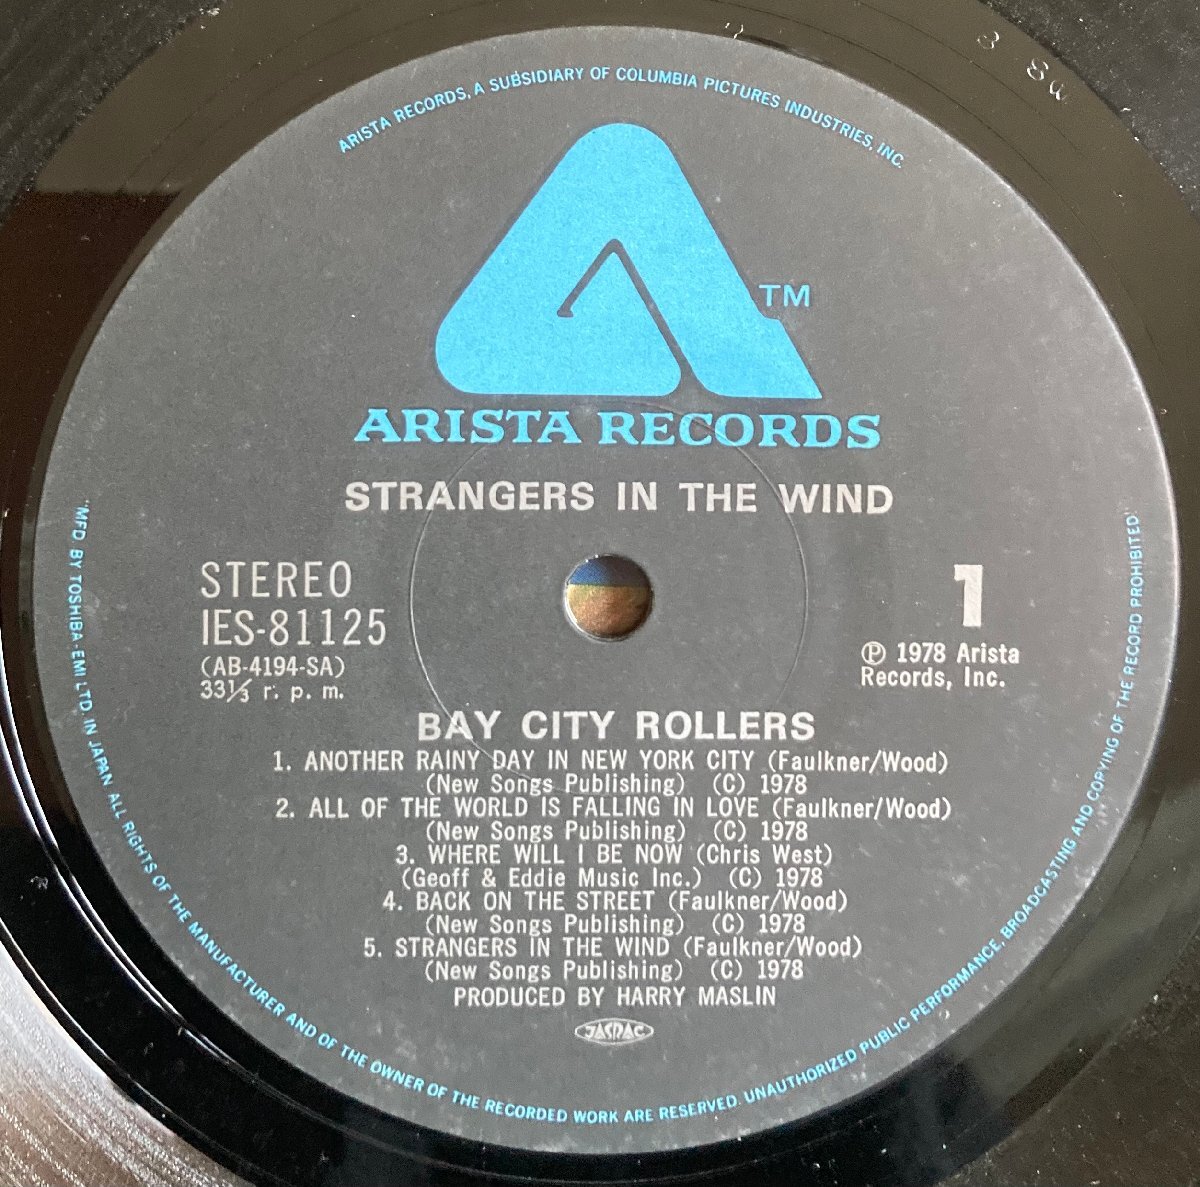 ARISTA RECORDS, A SUBSIDIARY OF COLUMBIA PICTURES INDUSTRIES, INC.
TM
ARISTA RECORDS
STRANGERS IN THE WIND
STEREO
IES-81125
(AB-4194-SA)
33⅓ r. p. m.
1
Ⓟ 1978 Arista
Records, Inc.
BAY CITY ROLLERS
1. ANOTHER RAINY DAY IN NEW YORK CITY (Faulkner/Wood)
(New Songs Publishing) (C) 1978
2. ALL OF THE WORLD IS FALLING IN LOVE (Faulkner/Wood)
(New Songs Publishing) (C) 1978
3. WHERE WILL I BE NOW (Chris West)
(Geoff & Eddie Music Inc.) (C) 1978
4. BACK ON THE STREET (Faulkner/Wood)
(New Songs Publishing) (C) 1978
5. STRANGERS IN THE WIND (Faulkner/Wood)
(New Songs Publishing) (C) 1978
PRODUCED BY HARRY MASLIN
JASRAC
"MFD. BY TOSHIBA-EMI LTD. IN JAPAN ALL RIGHTS OF THE MANUFACTURER AND OF THE OWNER OF THE RECORDED WORK ARE RESERVED. UNAUTHORIZED PUBLIC PERFORMANCE, BROADCASTING AND COPYING OF THE RECORD PROHIBITED"